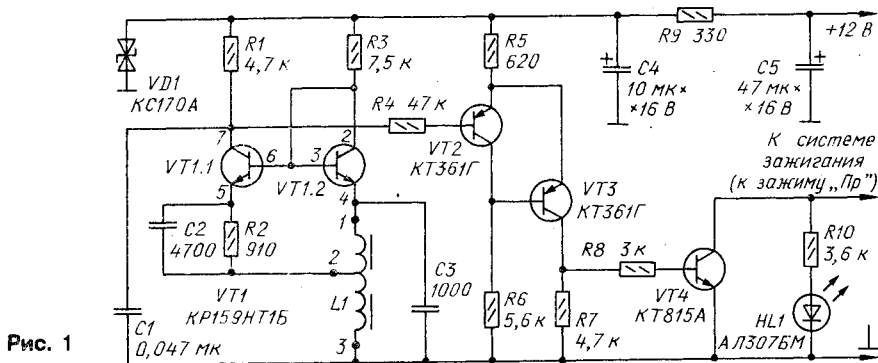 R1
4,7 к
R3
7,5 к
R5
620
R9 330
+12 В
VD1
КС170А
R4 47 к
C4
10 мк×
×16 В
C5
47 мк×
×16 В
7
6
3
2
VT1.1
VT1.2
5
4
VT2
КТ361Г
К системе
зажигания
(к зажиму „Пр")
VT3
КТ361Г
C2
4700
R2
910
1
2
L1
3
C3
1000
R8 3 к
R10
3,6 к
VT1
КР159НТ1Б
VT4
КТ815А
R6
5,6 к
R7
4,7 к
HL1
АЛ307БМ
C1
0,047 мк
Рис. 1